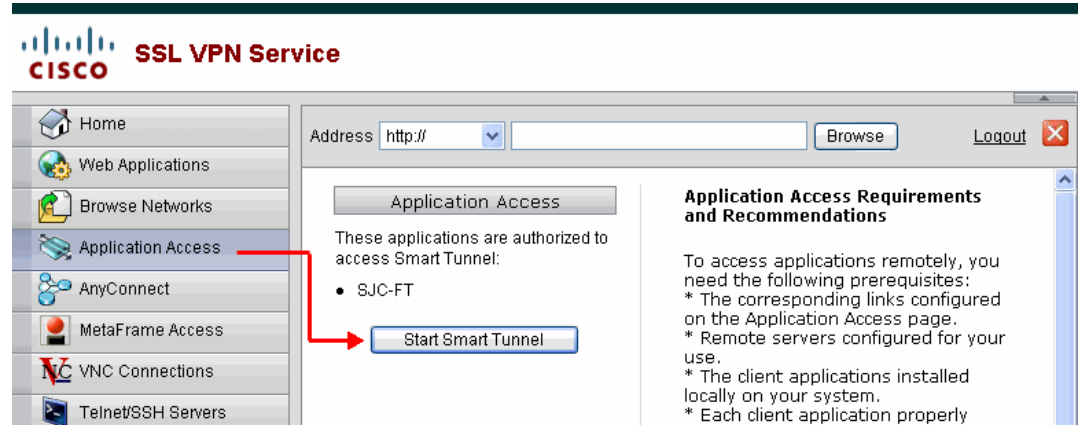 CISCO
SSL VPN Service
Home
Web Applications
Browse Networks
Application Access
AnyConnect
MetaFrame Access
VNC Connections
Telnet/SSH Servers
Address http:// Browse Logout
Application Access
These applications are authorized to
access Smart Tunnel:
• SJC-FT
Start Smart Tunnel
Application Access Requirements
and Recommendations
To access applications remotely, you
need the following prerequisites:
* The corresponding links configured
on the Application Access page.
* Remote servers configured for your
use.
* The client applications installed
locally on your system.
* Each client application properly